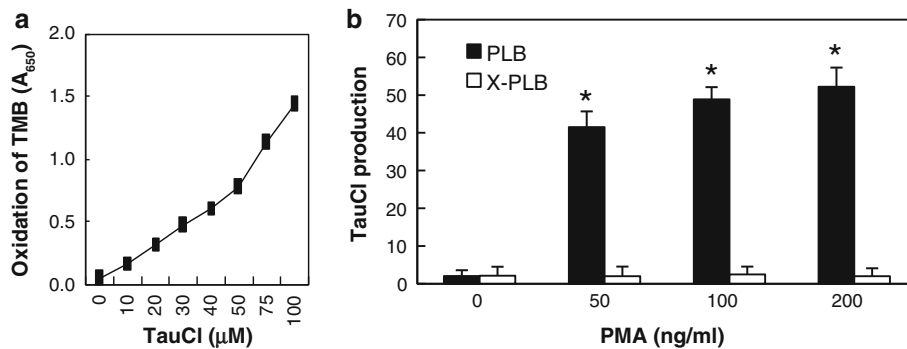 a
Oxidation of TMB (A650)
2.0
1.5
1.0
0.5
0.0
0 10 20 30 40 50 75 100
TauCl (μM)
b
TauCl production
70
60
50
40
30
20
10
0
PLB
X-PLB
* * *
0 50 100 200
PMA (ng/ml)